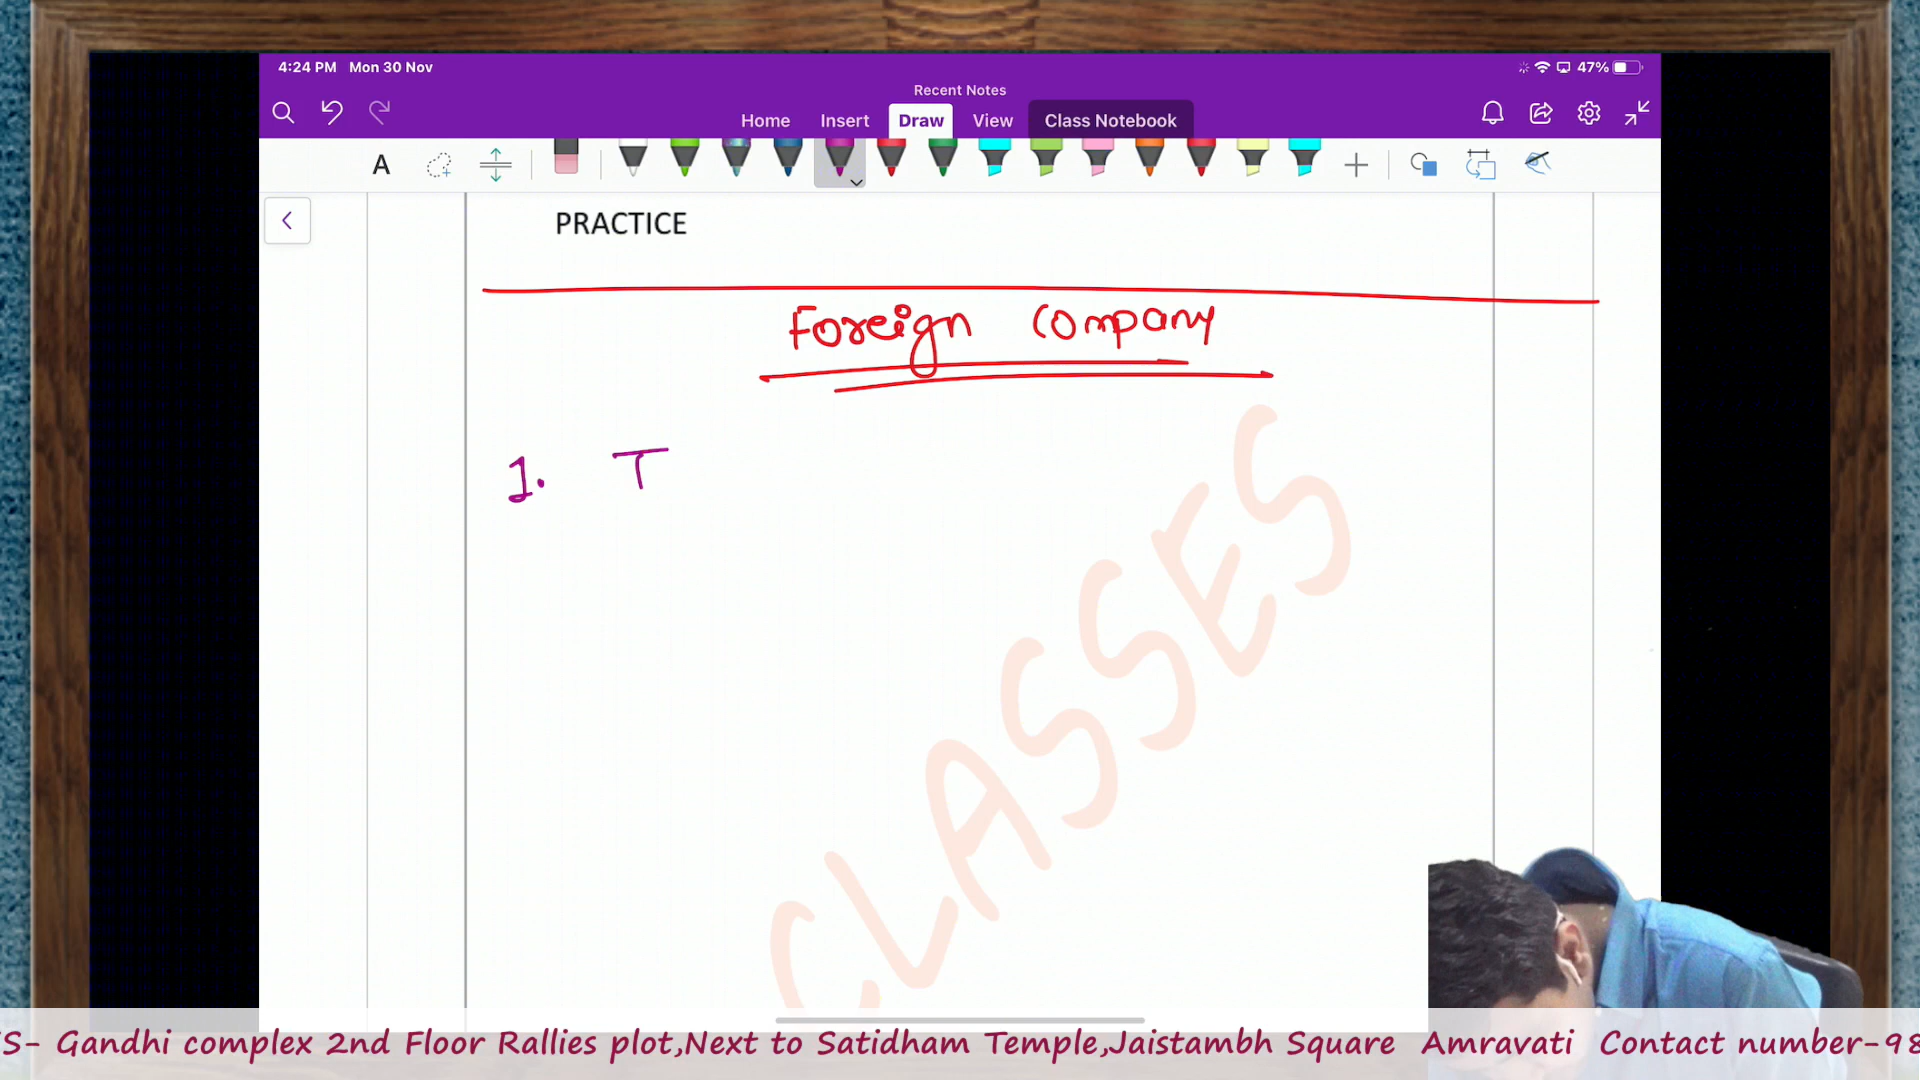 4:24 PM Mon 30 Nov
47%
Recent Notes
Home Insert Draw View Class Notebook
A
PRACTICE
Foreign Company
1. T
CLASSES
S- Gandhi complex 2nd Floor Rallies plot,Next to Satidham Temple,Jaistambh Square Amravati Contact number-98